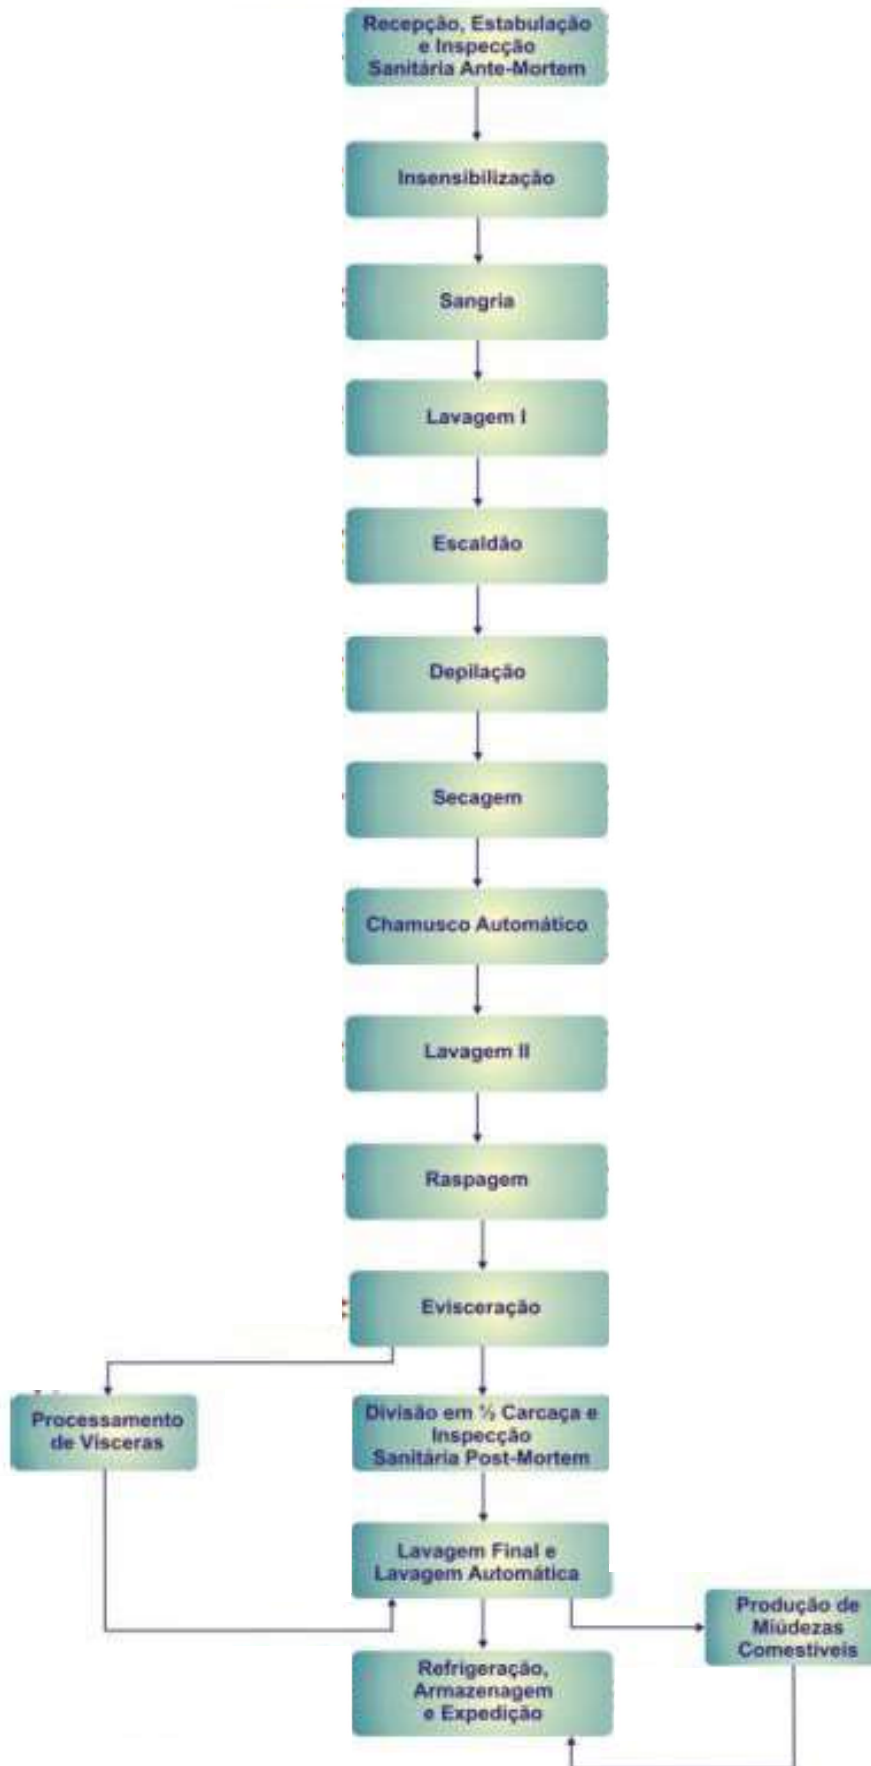 Recepção, Estabulação
e Inspecção
Sanitária Ante-Mortem
Insensibilização
Sangria
Lavagem I
Escaldão
Depilação
Secagem
Chamusco Automático
Lavagem II
Raspagem
Evisceração
Processamento
de Vísceras
Divisão em ½ Carcaça e
Inspecção
Sanitária Post-Mortem
Lavagem Final e
Lavagem Automática
Produção de
Miúdezas
Comestíveis
Refrigeração,
Armazenagem
e Expedição